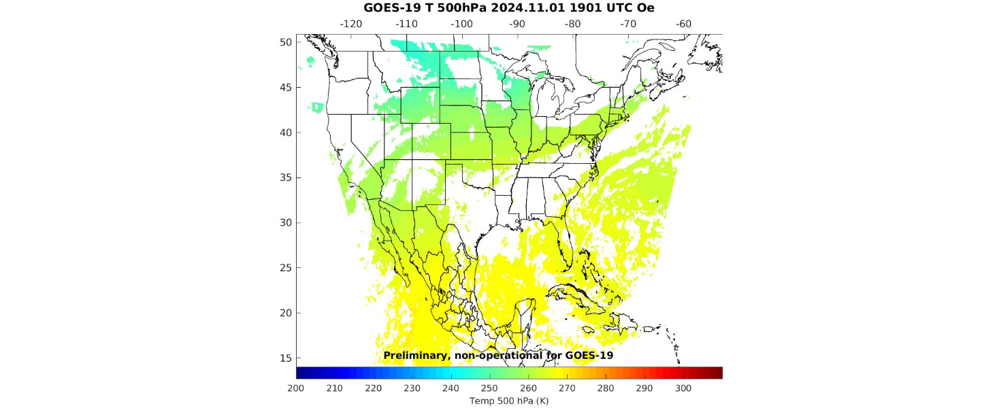 GOES-19 T 500hPa 2024.11.01 1901 UTC Oe
-120 -110 -100 -90 -80 -70 -60
50
45
40
35
30
25
20
15
Preliminary, non-operational for GOES-19
200 210 220 230 240 250 260 270 280 290 300
Temp 500 hPa (K)